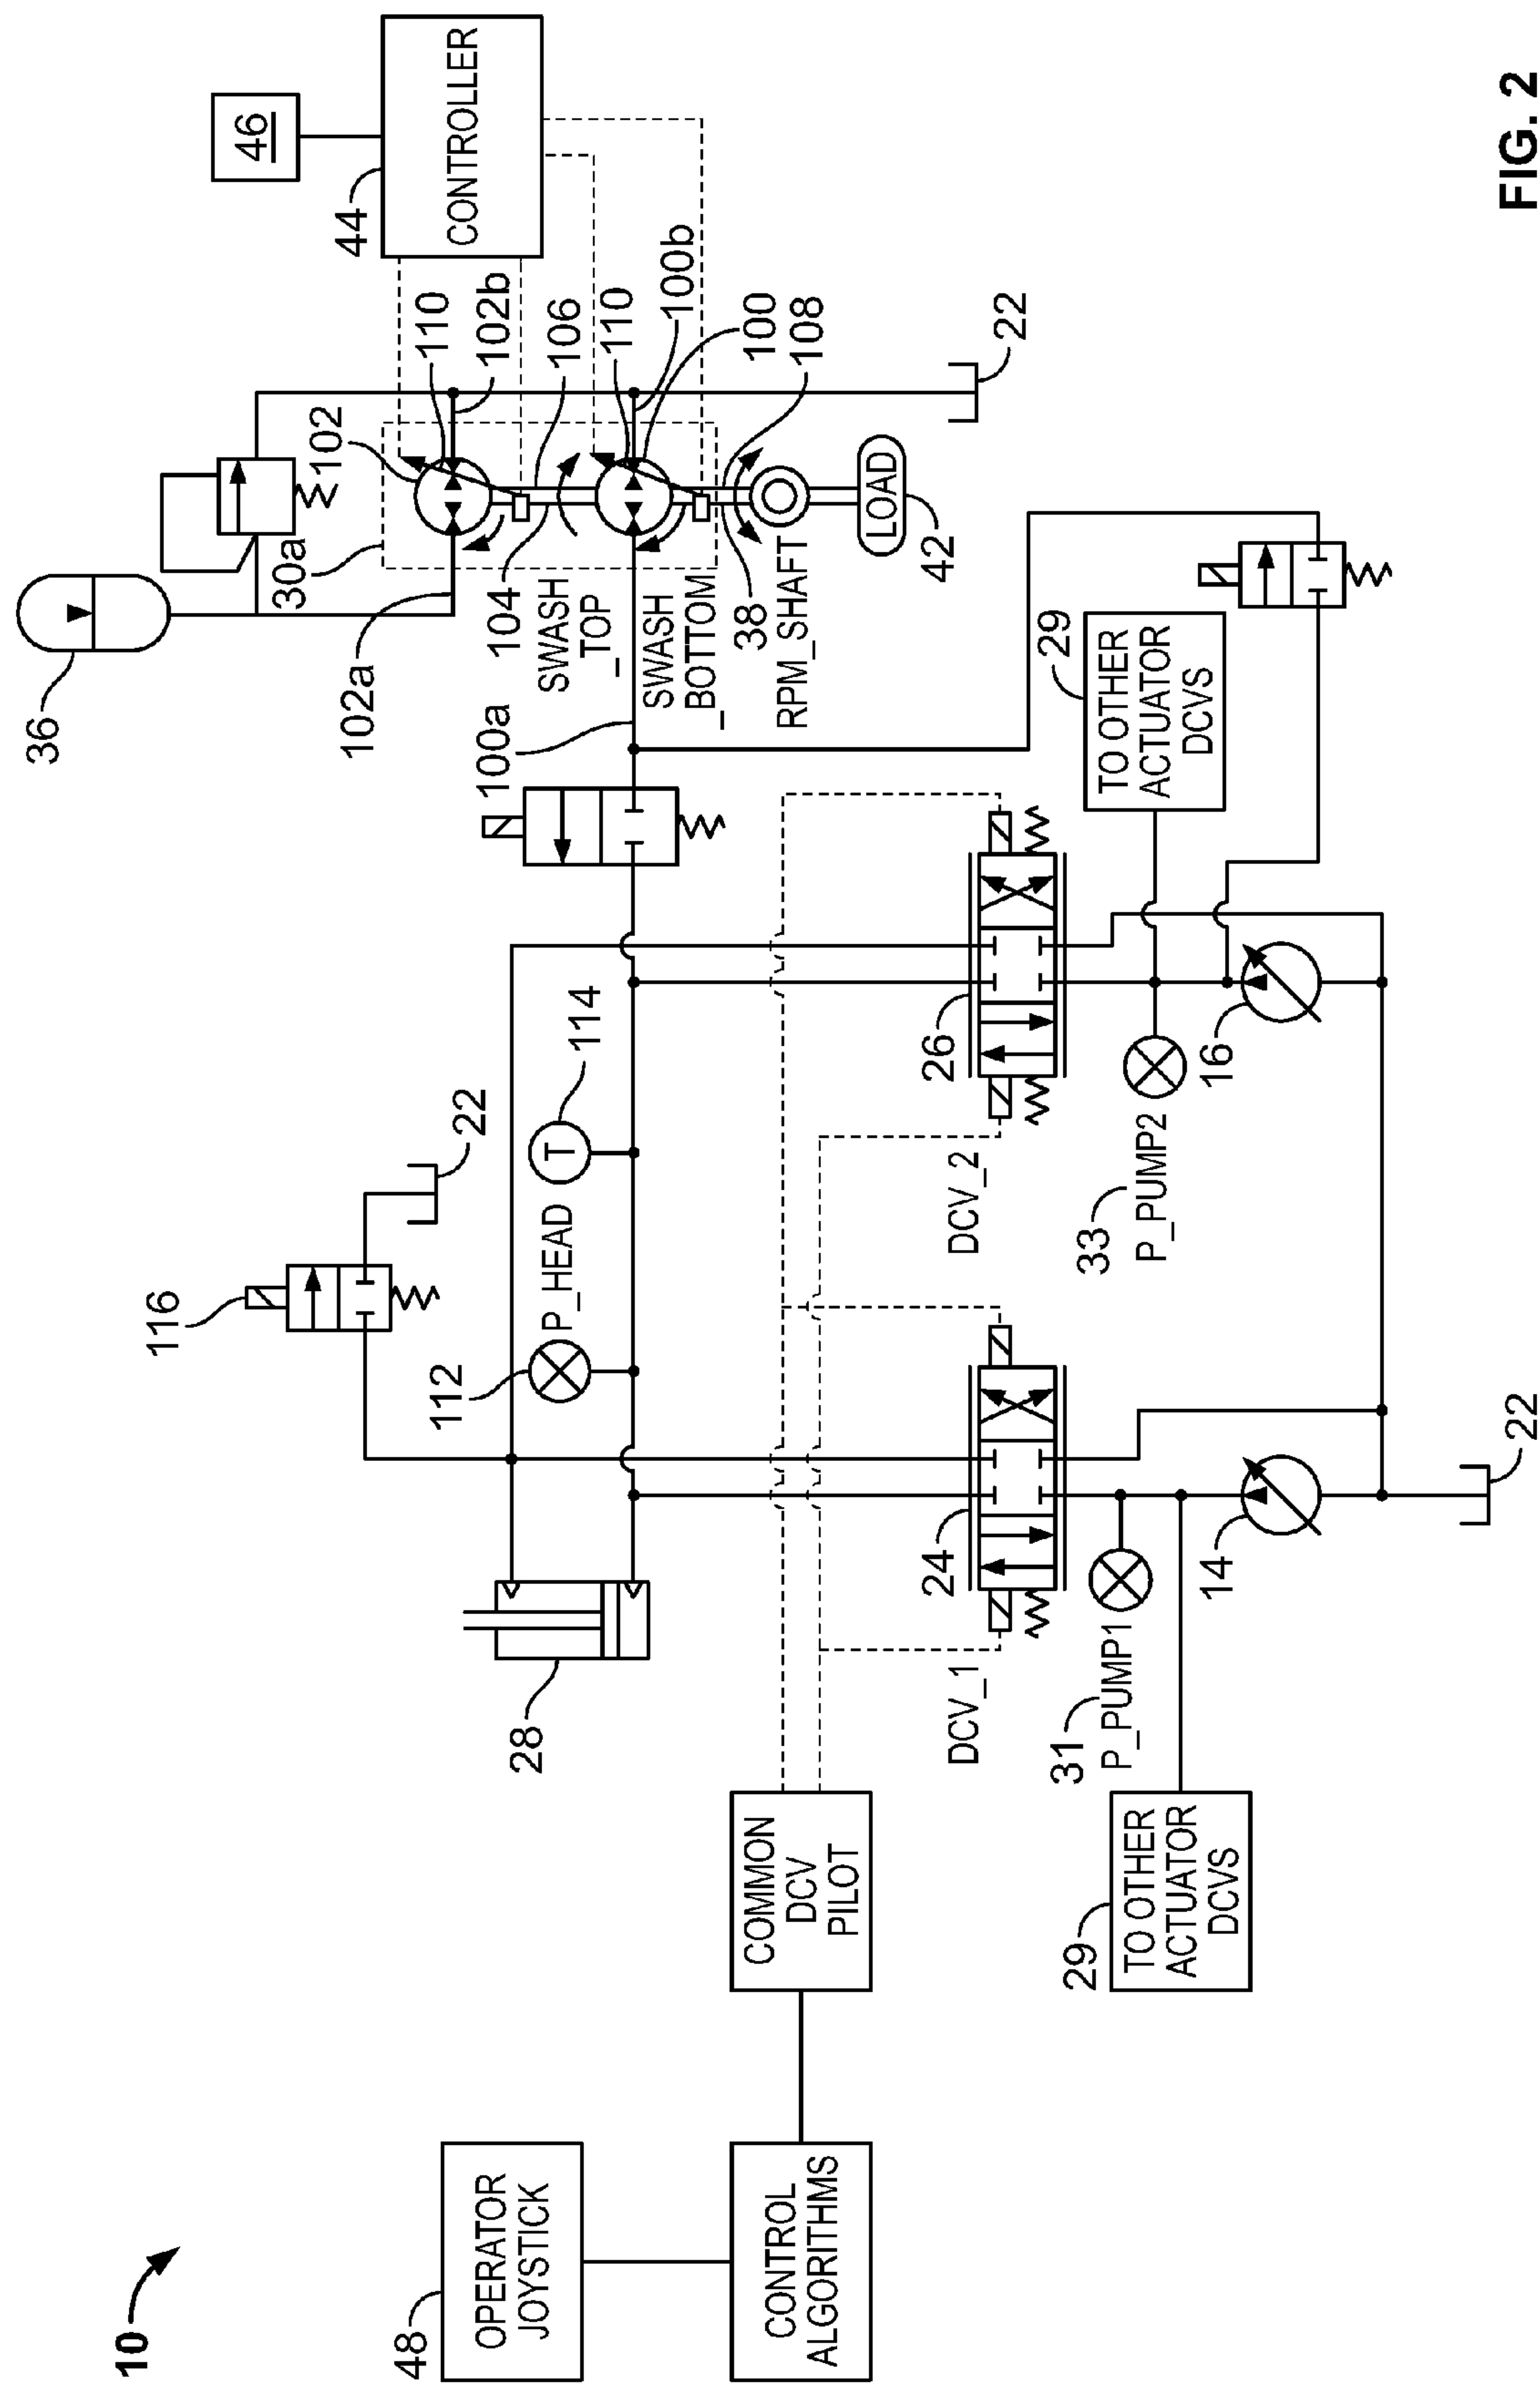 10
48
OPERATOR
JOYSTICK
CONTROL
ALGORITHMS
COMMON
DCV
PILOT
28
116
22
112
P_HEAD
114
100a
36
102a
30a
102
104
SWASH
_TOP
SWASH
_BOTTOM
38
RPM_SHAFT
110
102b
106
110
100b
100
108
44
CONTROLLER
46
LOAD
42
22
DCV_1
24
DCV_2
26
31
P_PUMP1
33
P_PUMP2
29
TO OTHER
ACTUATOR
DCVS
29
TO OTHER
ACTUATOR
DCVS
14
16
22
T
FIG. 2